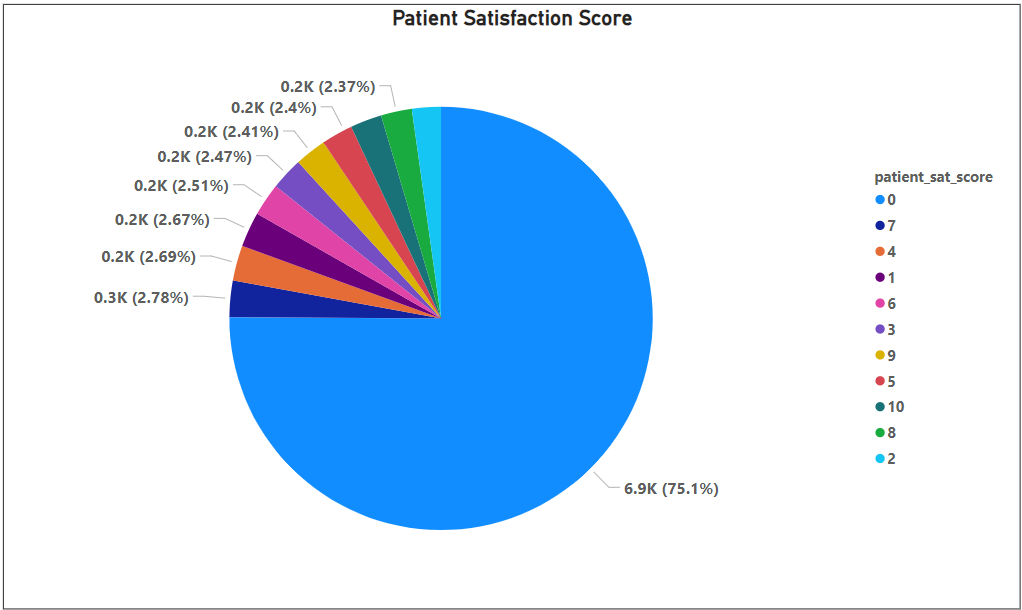 Patient Satisfaction Score
0.2K (2.37%)
0.2K (2.4%)
0.2K (2.41%)
0.2K (2.47%)
0.2K (2.51%)
0.2K (2.67%)
0.2K (2.69%)
0.3K (2.78%)
6.9K (75.1%)
patient_sat_score
0
7
4
1
6
3
9
5
10
8
2